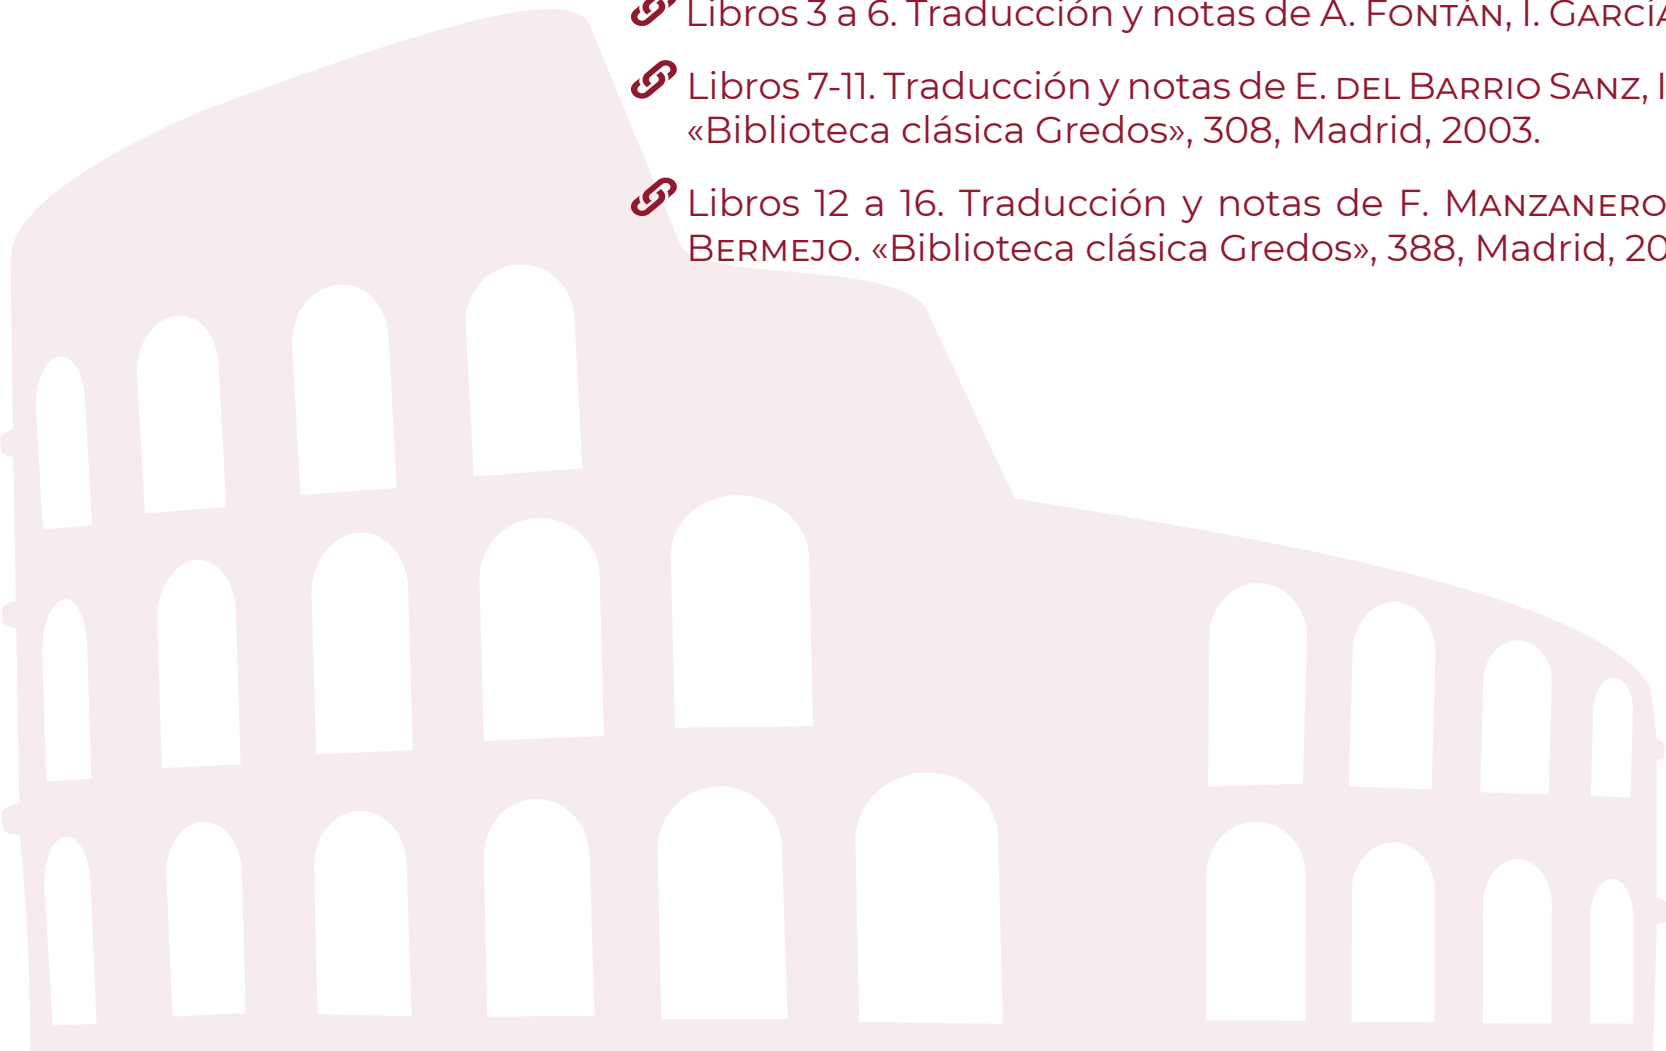 Libros 3 a 6. Traducción y notas de A. Fontán, I. García
Libros 7-11. Traducción y notas de E. del Barrio Sanz, I
«Biblioteca clásica Gredos», 308, Madrid, 2003.
Libros 12 a 16. Traducción y notas de F. Manzanero
Bermejo. «Biblioteca clásica Gredos», 388, Madrid, 20